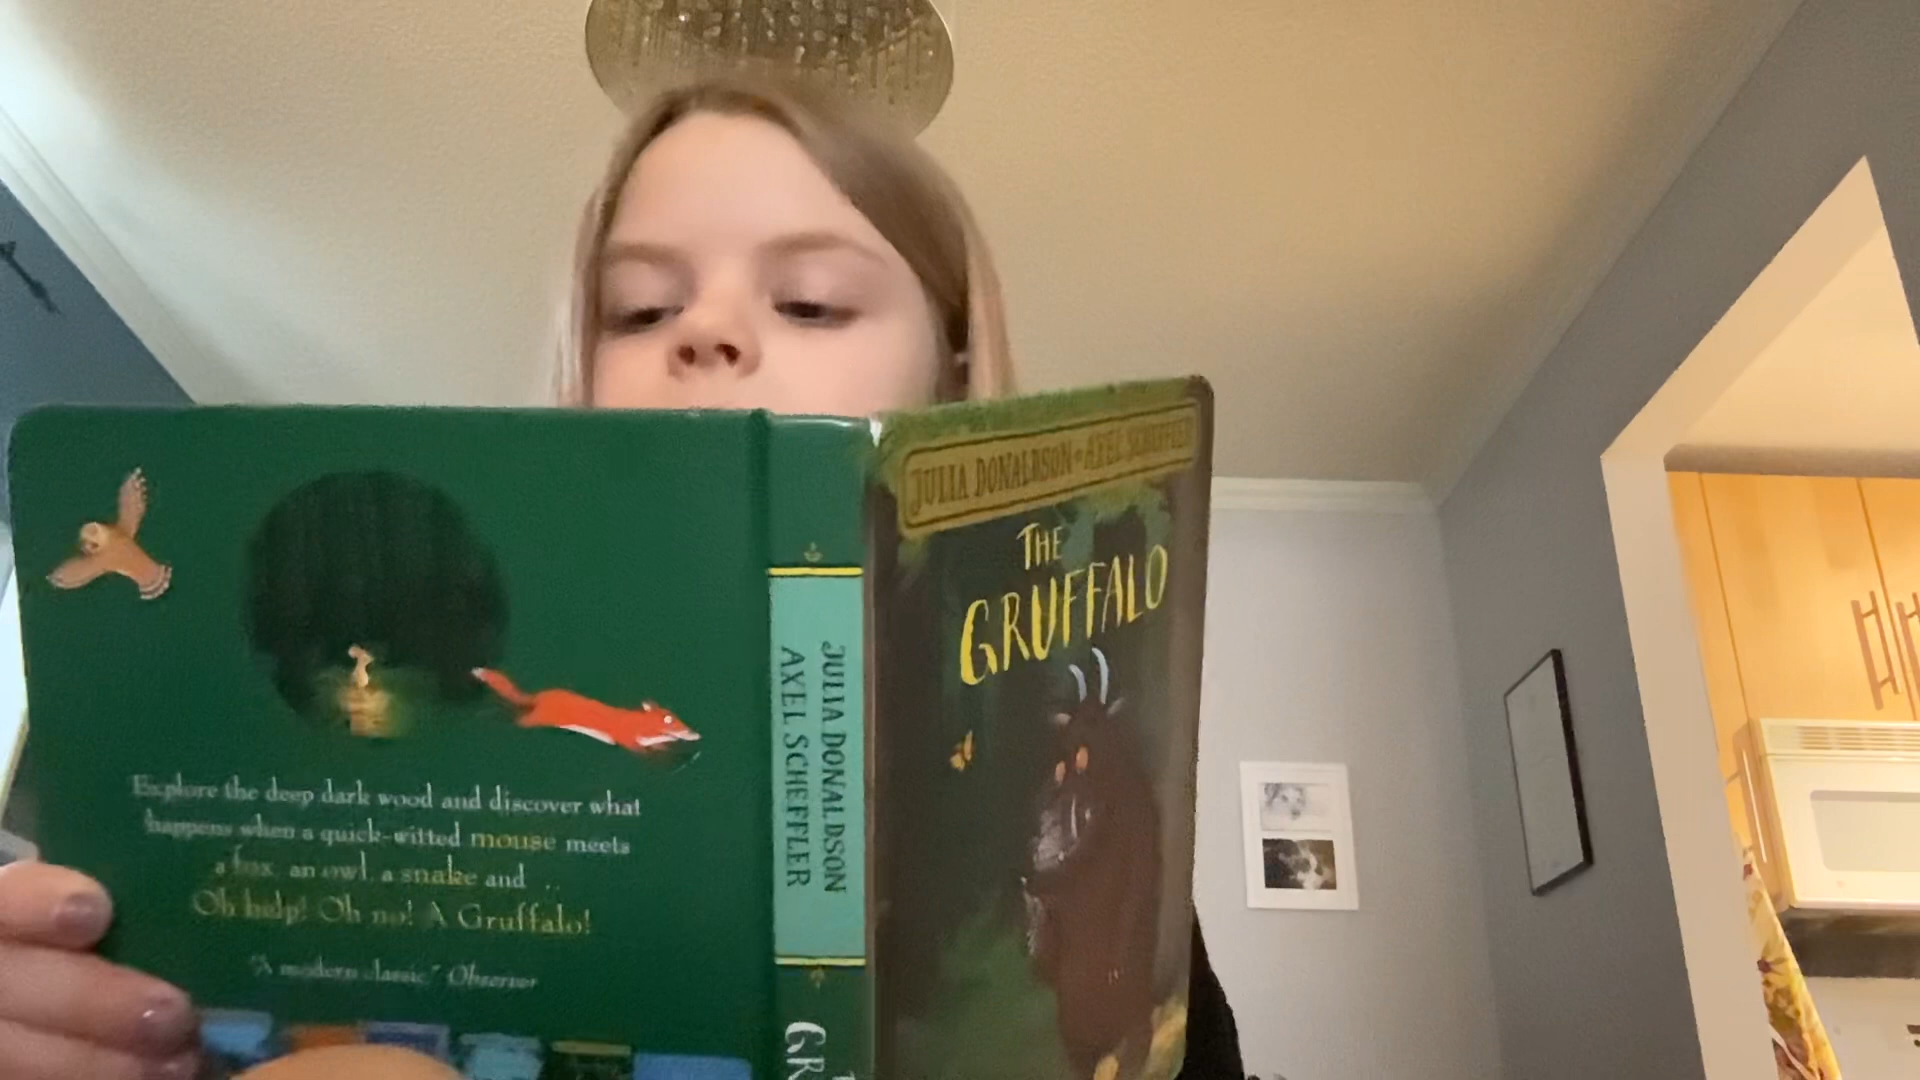 Explore the deep dark wood and discover what
happens when a quick-witted mouse meets
a fox, an owl, a snake and ...
Oh help! Oh no! A Gruffalo!
"A modern classic" Observer
JULIA DONALDSON
AXEL SCHEFFLER
GR
JULIA DONALDSON • AXEL SCHEFFLER
THE
GRUFFALO